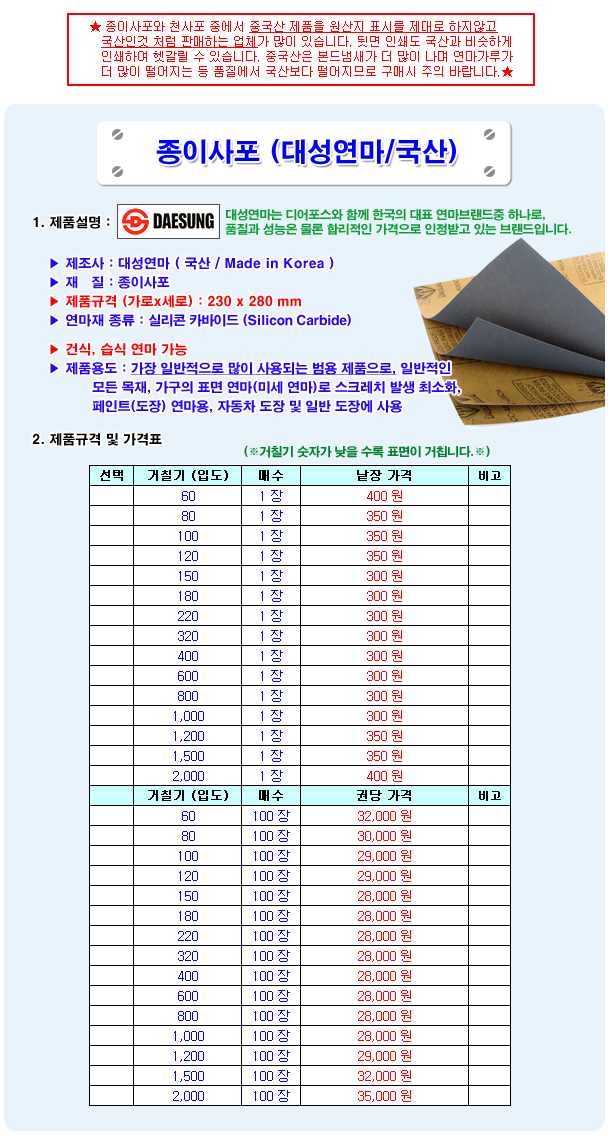 ★ 종이사포와 천사포 중에서 중국산 제품을 원산지 표시를 제대로 하지않고
국산인것 처럼 판매하는 업체가 많이 있습니다. 뒷면 인쇄도 국산과 비슷하게
인쇄하여 헷갈릴 수 있습니다. 중국산은 본드냄새가 더 많이 나며 연마가루가
더 많이 떨어지는 등 품질에서 국산보다 떨어지므로 구매시 주의 바랍니다.★
종이사포 (대성연마/국산)
1. 제품설명 : DAESUNG 대성연마는 디어포스와 함께 한국의 대표 연마브랜드중 하나로,
품질과 성능은 물론 합리적인 가격으로 인정받고 있는 브랜드입니다.
▶ 제조사 : 대성연마 ( 국산 / Made in Korea )
▶ 재 질 : 종이사포
▶ 제품규격 (가로x세로) : 230 x 280 mm
▶ 연마재 종류 : 실리콘 카바이드 (Silicon Carbide)
▶ 건식, 습식 연마 가능
▶ 제품용도 : 가장 일반적으로 많이 사용되는 범용 제품으로, 일반적인
모든 목재, 가구의 표면 연마(미세 연마)로 스크레치 발생 최소화,
페인트(도장) 연마용, 자동차 도장 및 일반 도장에 사용
2. 제품규격 및 가격표
(※거칠기 숫자가 낮을 수록 표면이 거칩니다.※)
선택 거칠기 (입도) 매수 낱장 가격 비고
60 1 장 400 원
80 1 장 350 원
100 1 장 350 원
120 1 장 350 원
150 1 장 300 원
180 1 장 300 원
220 1 장 300 원
320 1 장 300 원
400 1 장 300 원
600 1 장 300 원
800 1 장 300 원
1,000 1 장 300 원
1,200 1 장 350 원
1,500 1 장 350 원
2,000 1 장 400 원
거칠기 (입도) 매수 권당 가격 비고
60 100 장 32,000 원
80 100 장 30,000 원
100 100 장 29,000 원
120 100 장 29,000 원
150 100 장 28,000 원
180 100 장 28,000 원
220 100 장 28,000 원
320 100 장 28,000 원
400 100 장 28,000 원
600 100 장 28,000 원
800 100 장 28,000 원
1,000 100 장 28,000 원
1,200 100 장 29,000 원
1,500 100 장 32,000 원
2,000 100 장 35,000 원